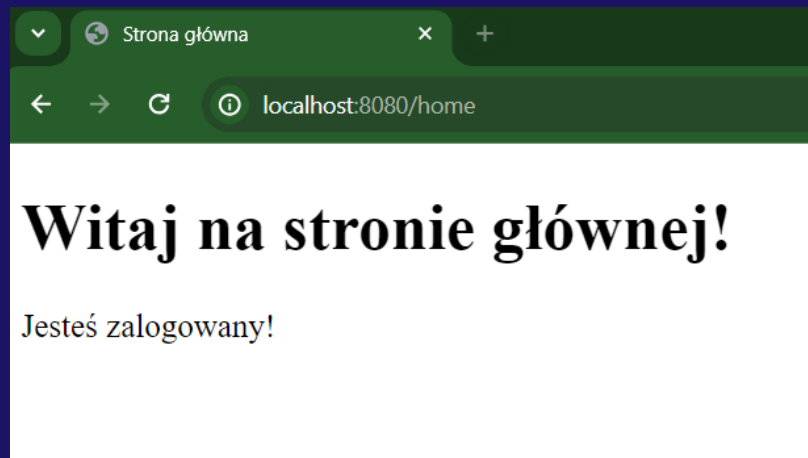 Strona główna
localhost:8080/home
Witaj na stronie głównej!
Jesteś zalogowany!